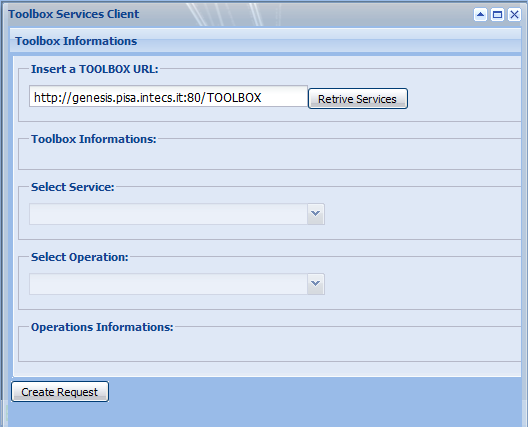 Toolbox Services Client
Toolbox Informations
Insert a TOOLBOX URL:
http://genesis.pisa.intecs.it:80/TOOLBOX Retrive Services
Toolbox Informations:
Select Service:
Select Operation:
Operations Informations:
Create Request